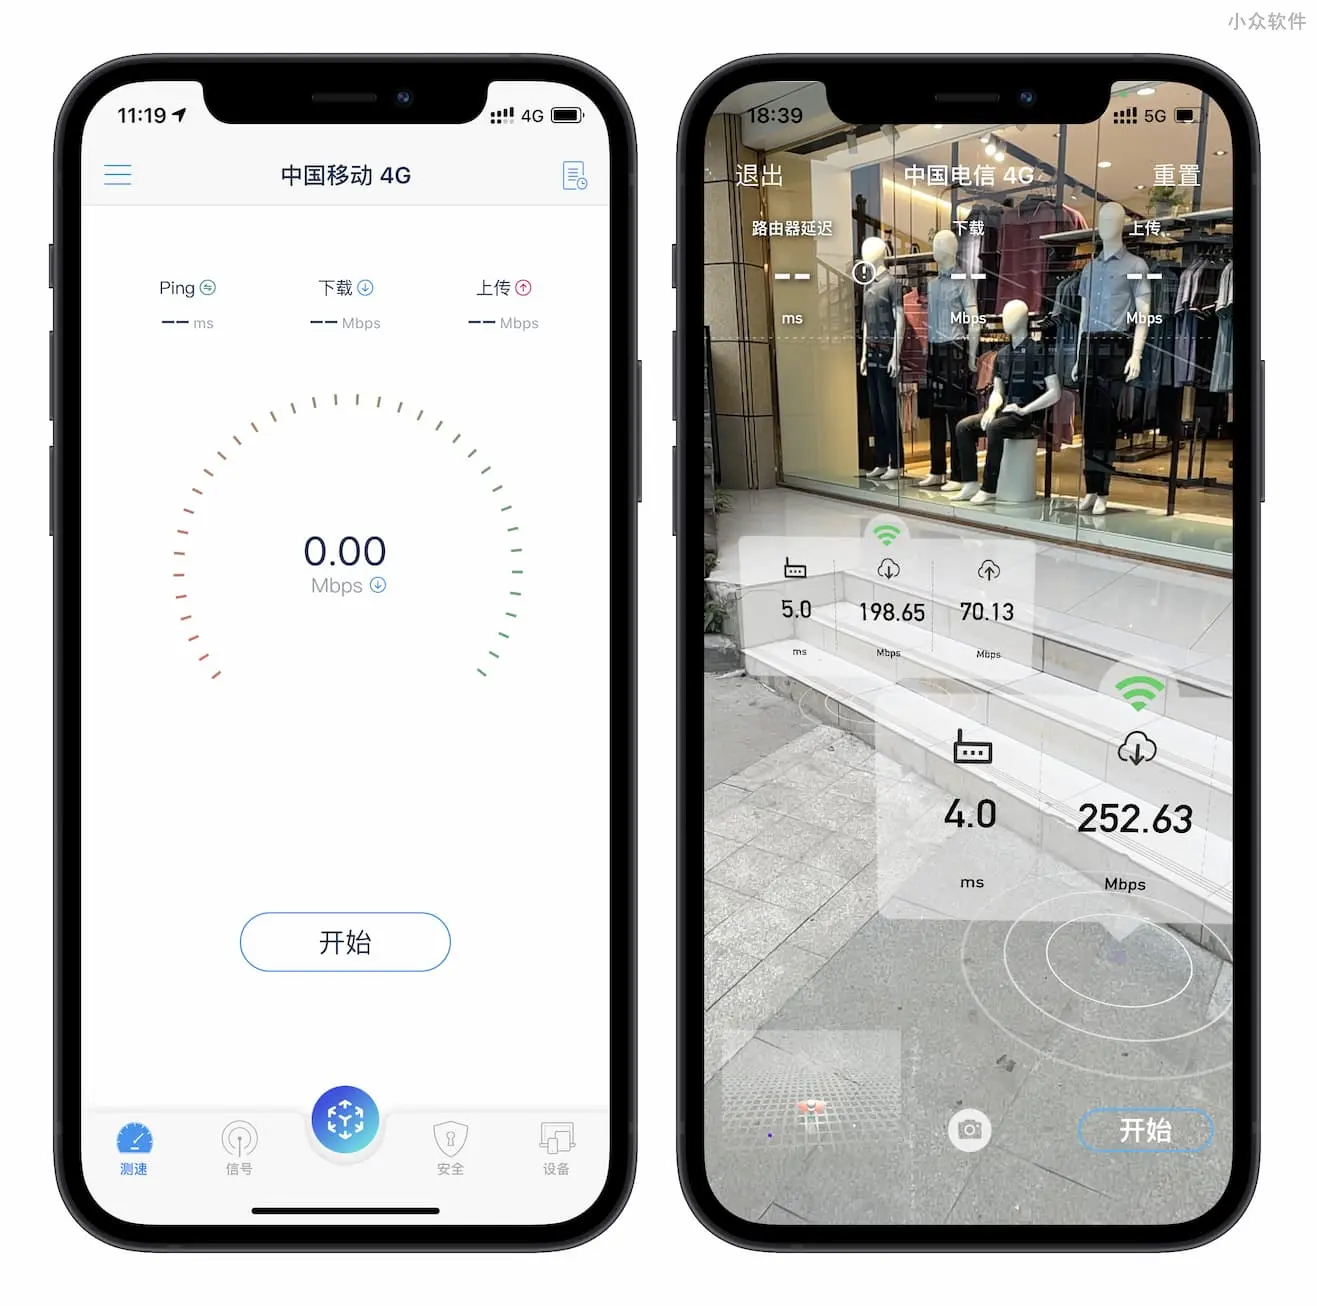 小众软件
11:19
4G
中国移动 4G
Ping
下载
上传
-- ms
-- Mbps
-- Mbps
0.00
Mbps
开始
测速
信号
安全
设备
18:39
5G
退出
中国电信 4G
重置
路由器延迟
下载
上传
--
--
--
ms
Mbps
Mbps
5.0
198.65
70.13
ms
Mbps
Mbps
4.0
252.63
ms
Mbps
开始